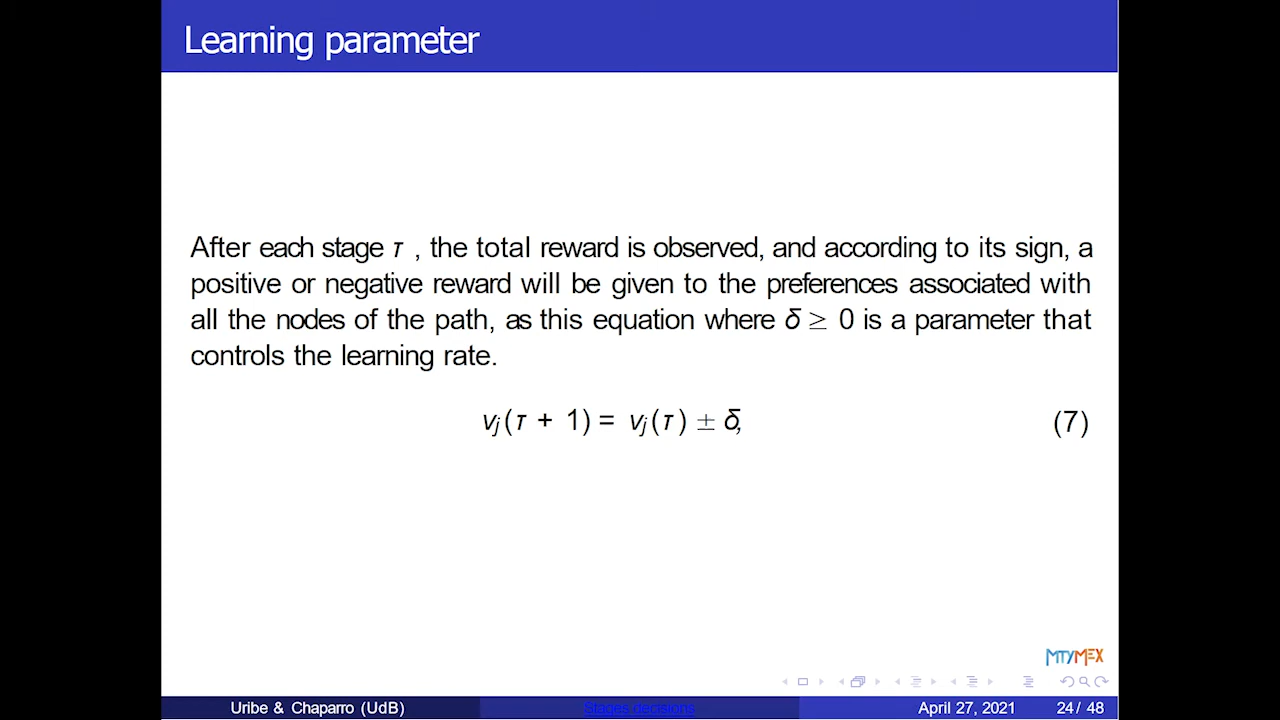 Learning parameter
After each stage τ , the total reward is observed, and according to its sign, a
positive or negative reward will be given to the preferences associated with
all the nodes of the path, as this equation where δ ≥ 0 is a parameter that
controls the learning rate.
vj(τ + 1) = vj(τ) ± δ, (7)
MTYMEX
Uribe & Chaparro (UdB) Stages decisions April 27, 2021 24 / 48